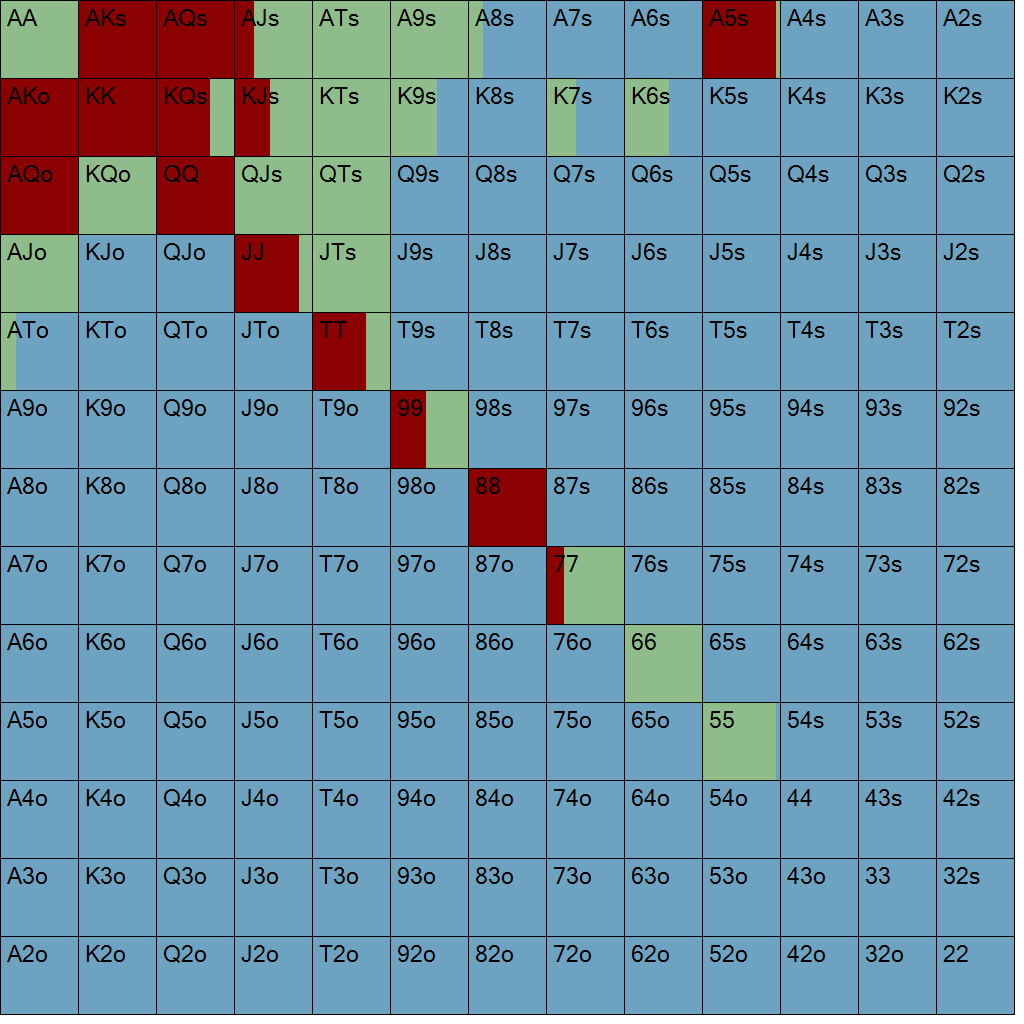 AA AKs AQs AJs ATs A9s A8s A7s A6s A5s A4s A3s A2s
AKo KK KQs KJs KTs K9s K8s K7s K6s K5s K4s K3s K2s
AQo KQo QQ QJs QTs Q9s Q8s Q7s Q6s Q5s Q4s Q3s Q2s
AJo KJo QJo JJ JTs J9s J8s J7s J6s J5s J4s J3s J2s
ATo KTo QTo JTo TT T9s T8s T7s T6s T5s T4s T3s T2s
A9o K9o Q9o J9o T9o 99 98s 97s 96s 95s 94s 93s 92s
A8o K8o Q8o J8o T8o 98o 88 87s 86s 85s 84s 83s 82s
A7o K7o Q7o J7o T7o 97o 87o 77 76s 75s 74s 73s 72s
A6o K6o Q6o J6o T6o 96o 86o 76o 66 65s 64s 63s 62s
A5o K5o Q5o J5o T5o 95o 85o 75o 65o 55 54s 53s 52s
A4o K4o Q4o J4o T4o 94o 84o 74o 64o 54o 44 43s 42s
A3o K3o Q3o J3o T3o 93o 83o 73o 63o 53o 43o 33 32s
A2o K2o Q2o J2o T2o 92o 82o 72o 62o 52o 42o 32o 22